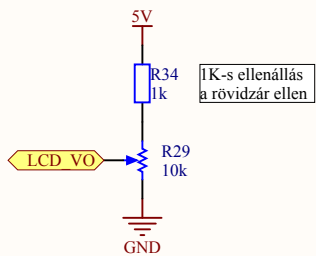 5V
R34
1k
1K-s ellenállás
a rövidzár ellen
LCD_VO
R29
10k
GND